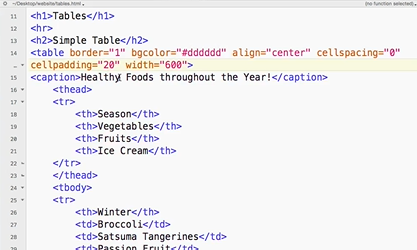 ~/Desktop/website/tables.html
(no function selected)
11 <h1>Tables</h1>
12 <hr>
13 <h2>Simple Table</h2>
14 <table border="1" bgcolor="#dddddd" align="center" cellspacing="0"
… cellpadding="20" width="600">
15 <caption>Healthy Foods throughout the Year!</caption>
16 <thead>
17 <tr>
18 <th>Season</th>
19 <th>Vegetables</th>
20 <th>Fruits</th>
21 <th>Ice Cream</th>
22 </tr>
23 </thead>
24 <tbody>
25 <tr>
26 <th>Winter</th>
27 <td>Broccoli</td>
28 <td>Satsuma Tangerines</td>
29 <td>Passion Fruit</td>